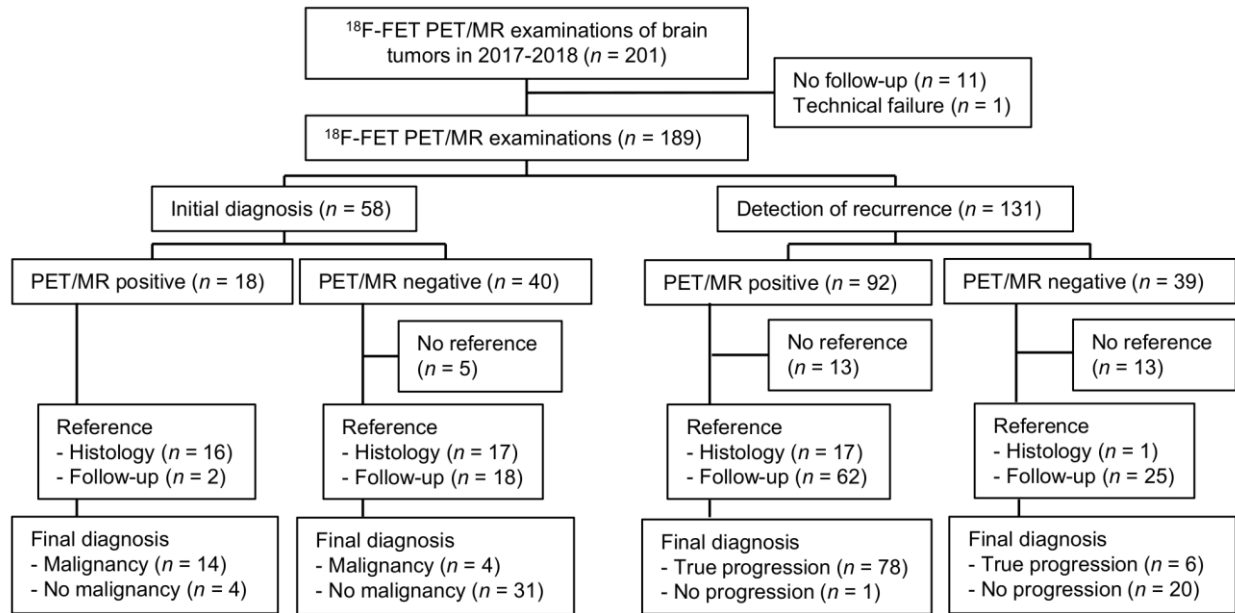 ¹⁸F-FET PET/MR examinations of brain
tumors in 2017-2018 (n = 201)
No follow-up (n = 11)
Technical failure (n = 1)
¹⁸F-FET PET/MR examinations (n = 189)
Initial diagnosis (n = 58)
Detection of recurrence (n = 131)
PET/MR positive (n = 18)
PET/MR negative (n = 40)
PET/MR positive (n = 92)
PET/MR negative (n = 39)
No reference
(n = 5)
No reference
(n = 13)
No reference
(n = 13)
Reference
- Histology (n = 16)
- Follow-up (n = 2)
Reference
- Histology (n = 17)
- Follow-up (n = 18)
Reference
- Histology (n = 17)
- Follow-up (n = 62)
Reference
- Histology (n = 1)
- Follow-up (n = 25)
Final diagnosis
- Malignancy (n = 14)
- No malignancy (n = 4)
Final diagnosis
- Malignancy (n = 4)
- No malignancy (n = 31)
Final diagnosis
- True progression (n = 78)
- No progression (n = 1)
Final diagnosis
- True progression (n = 6)
- No progression (n = 20)